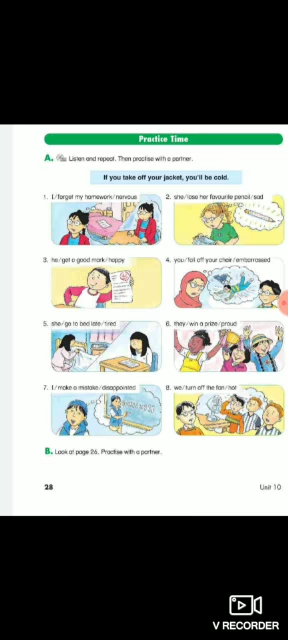 Practice Time
A. Listen and repeat. Then practise with a partner.
If you take off your jacket, you'll be cold.
1. I/forget my homework/nervous
2. she/lose her favourite pencil/sad
3. he/get a good mark/happy
4. you/fall off your chair/embarrassed
5. she/go to bed late/tired
6. they/win a prize/proud
7. I/make a mistake/disappointed
8. we/turn off the fan/hot
B. Look at page 26. Practise with a partner.
28
Unit 10
V RECORDER